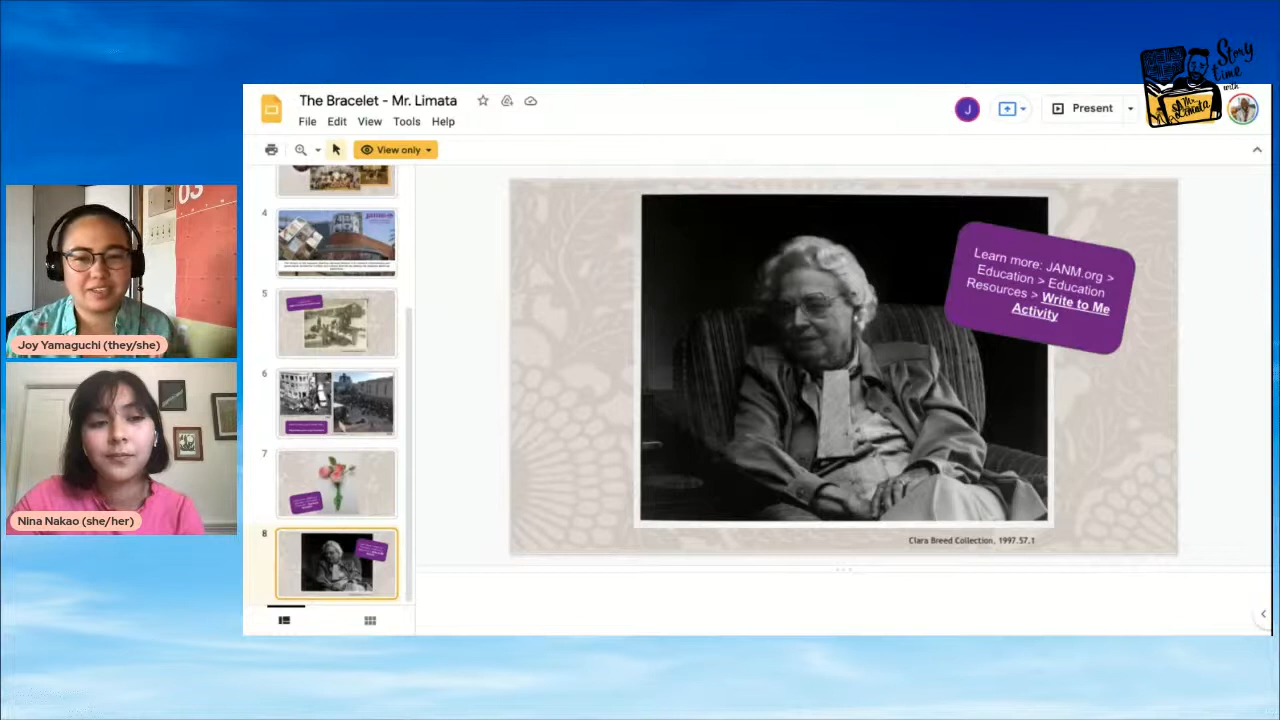 Story
time
with
Mr.
Limata
The Bracelet - Mr. Limata
File Edit View Tools Help
J
Present
View only
03
4
5
6
7
8
Joy Yamaguchi (they/she)
Nina Nakao (she/her)
Learn more: JANM.org >
Education > Education
Resources > Write to Me
Activity
Clara Breed Collection, 1997.57.1